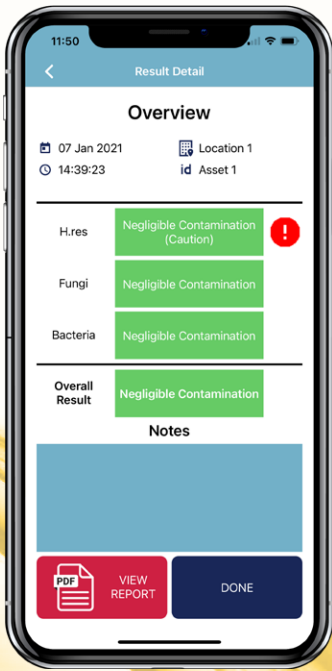 11:50
Result Detail
Overview
07 Jan 2021
Location 1
14:39:23
id Asset 1
H.res
Negligible Contamination
(Caution)
!
Fungi
Negligible Contamination
Bacteria
Negligible Contamination
Overall
Result
Negligible Contamination
Notes
PDF
VIEW
REPORT
DONE